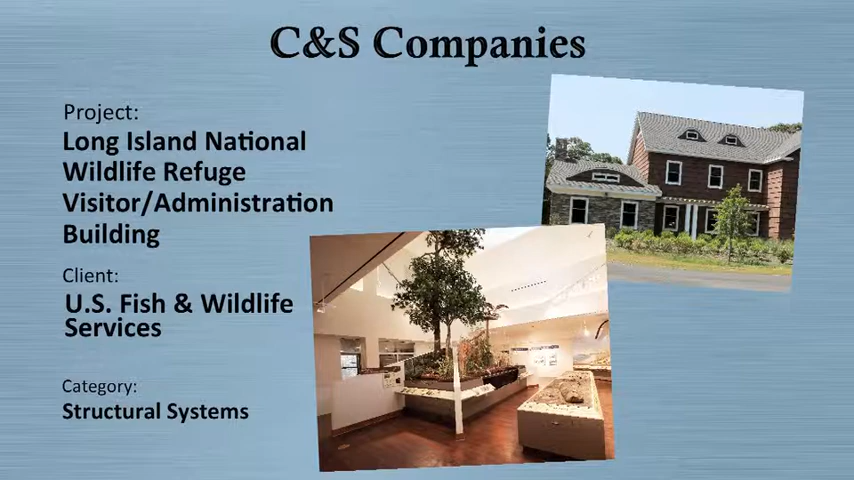 C&S Companies
Project:
Long Island National
Wildlife Refuge
Visitor/Administration
Building
Client:
U.S. Fish & Wildlife
Services
Category:
Structural Systems